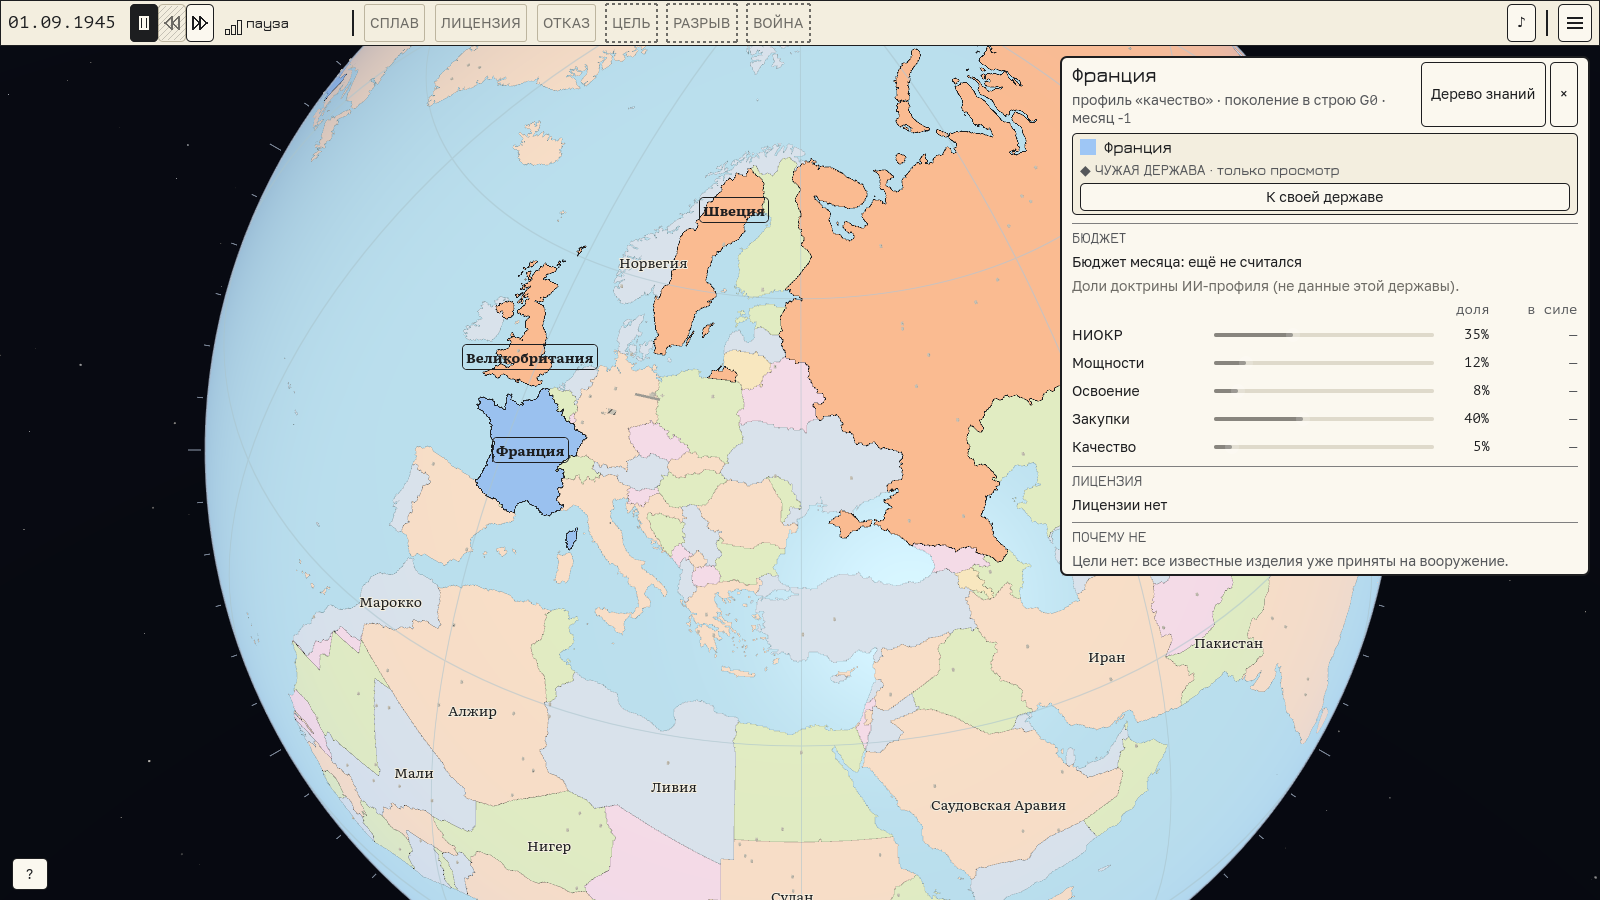 01.09.1945
пауза
СПЛАВ
ЛИЦЕНЗИЯ
ОТКАЗ
ЦЕЛЬ
РАЗРЫВ
ВОЙНА
♪
Франция
профиль «качество» · поколение в строю G0 ·
месяц -1
Дерево знаний
×
Франция
◆ ЧУЖАЯ ДЕРЖАВА · только просмотр
К своей державе
БЮДЖЕТ
Бюджет месяца: ещё не считался
Доли доктрины ИИ-профиля (не данные этой державы).
доля в силе
НИОКР 35% —
Мощности 12% —
Освоение 8% —
Закупки 40% —
Качество 5% —
ЛИЦЕНЗИЯ
Лицензии нет
ПОЧЕМУ НЕ
Цели нет: все известные изделия уже приняты на вооружение.
Швеция
Норвегия
Великобритания
Франция
Марокко
Пакистан
Иран
Алжир
Мали
Ливия
Саудовская Аравия
Нигер
Судан
?